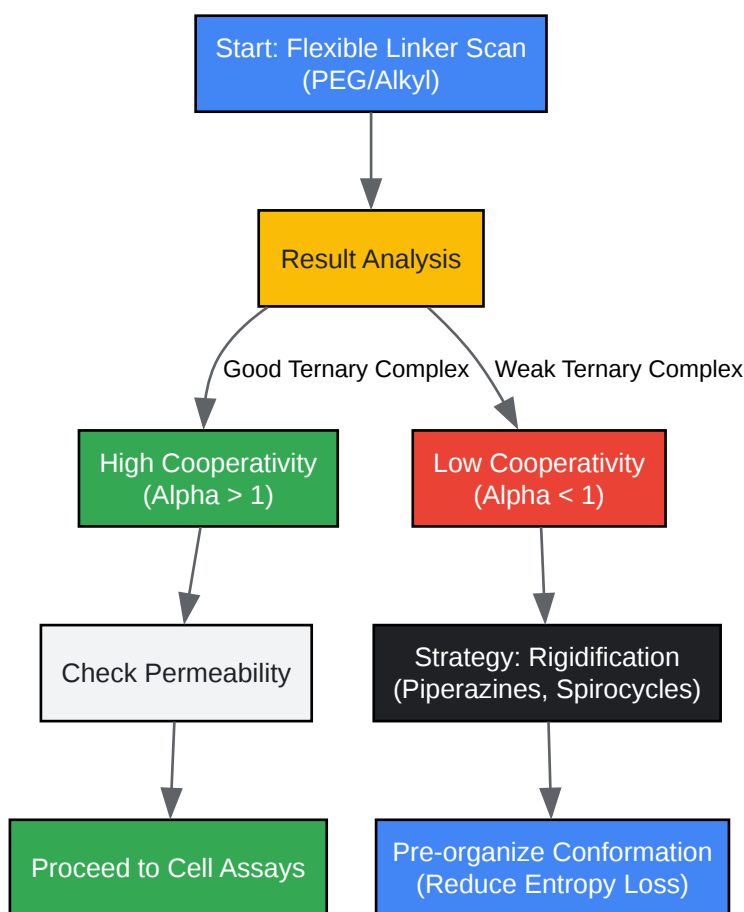 Start: Flexible Linker Scan
(PEG/Alkyl)
Result Analysis
Good Ternary Complex
Weak Ternary Complex
High Cooperativity
(Alpha > 1)
Low Cooperativity
(Alpha < 1)
Check Permeability
Strategy: Rigidification
(Piperazines, Spirocycles)
Proceed to Cell Assays
Pre-organize Conformation
(Reduce Entropy Loss)